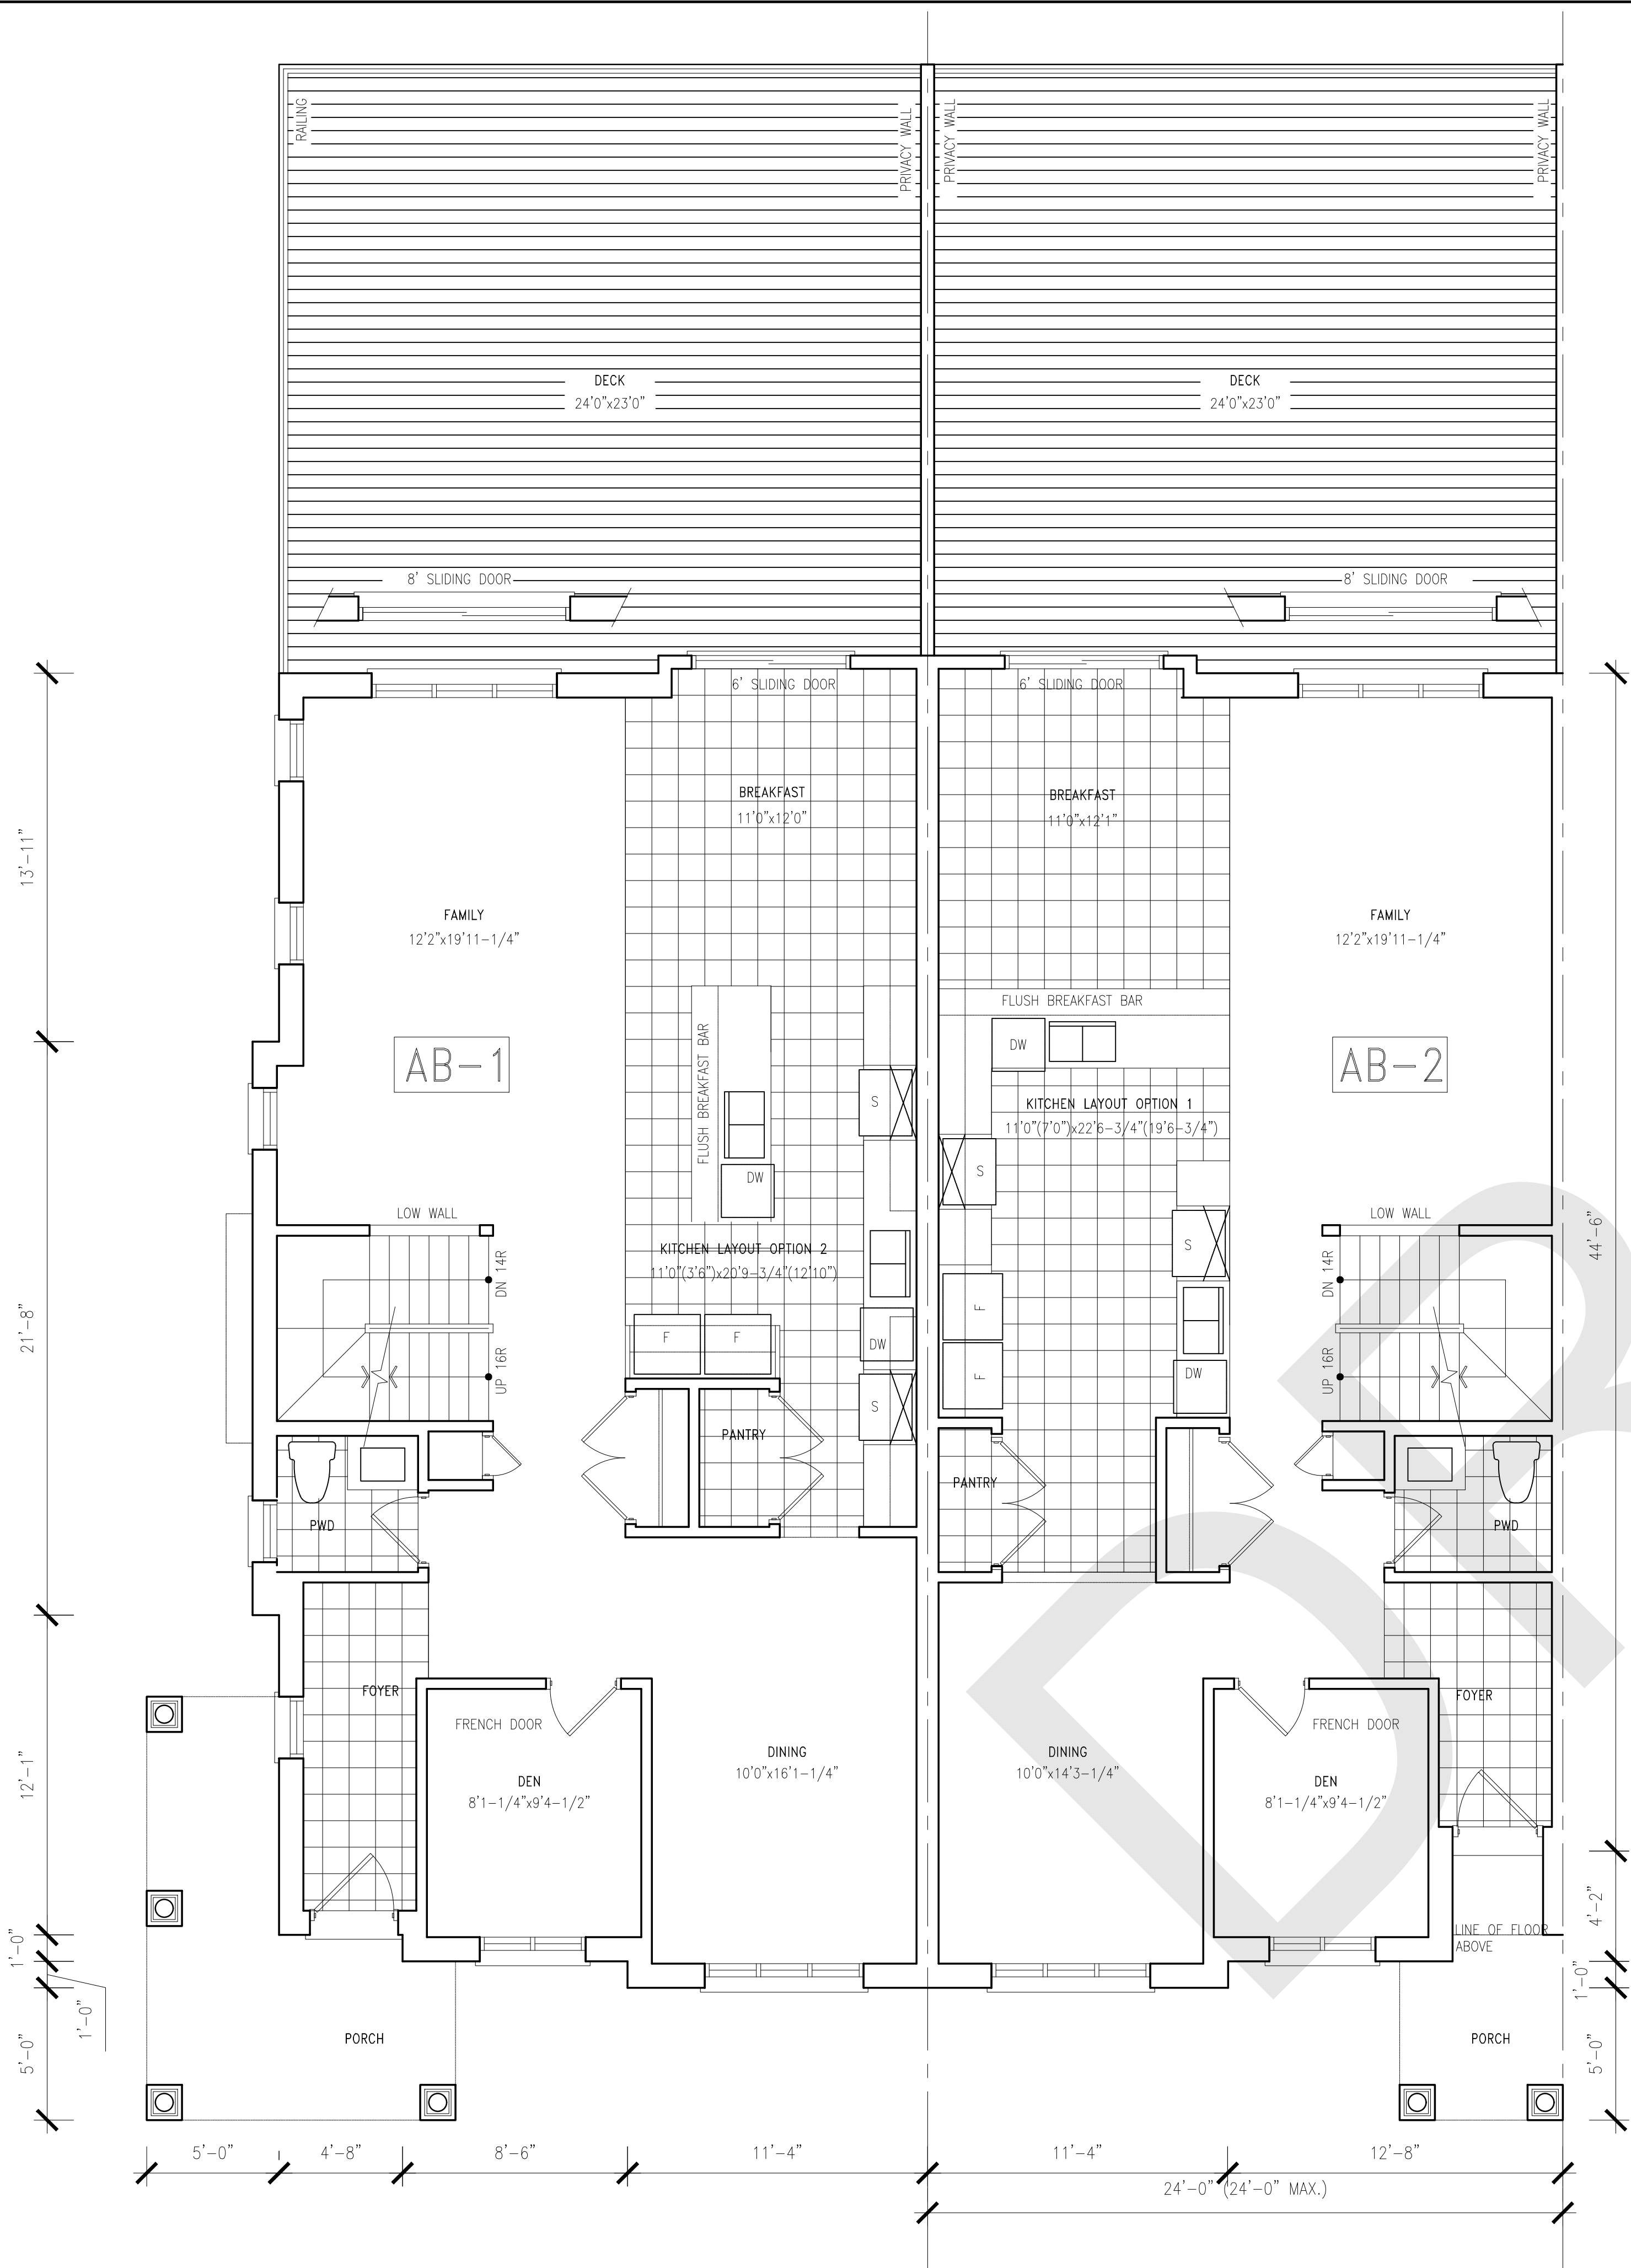 RAILING
PRIVACY WALL
PRIVACY WALL
PRIVACY WALL
DECK
24'0"x23'0"
DECK
24'0"x23'0"
8' SLIDING DOOR
8' SLIDING DOOR
6' SLIDING DOOR
6' SLIDING DOOR
BREAKFAST
11'0"x12'0"
BREAKFAST
11'0"x12'1"
13'-11"
FAMILY
12'2"x19'11-1/4"
FAMILY
12'2"x19'11-1/4"
FLUSH BREAKFAST BAR
FLUSH BREAKFAST BAR
DW
AB-1
AB-2
S
KITCHEN LAYOUT OPTION 1
11'0"(7'0")x22'6-3/4"(19'6-3/4")
DW
S
LOW WALL
LOW WALL
44'-6"
KITCHEN LAYOUT OPTION 2
11'0"(3'6")x20'9-3/4"(12'10")
S
DN 14R
DN 14R
21'-8"
F
F
F
DW
UP 16R
UP 16R
F
DW
S
PANTRY
PANTRY
PWD
PWD
FOYER
FOYER
FRENCH DOOR
FRENCH DOOR
DINING
10'0"x16'1-1/4"
DINING
10'0"x14'3-1/4"
12'-1"
DEN
8'1-1/4"x9'4-1/2"
DEN
8'1-1/4"x9'4-1/2"
4'-2"
LINE OF FLOOR
ABOVE
1'-0"
1'-0"
1'-0"
5'-0"
PORCH
PORCH
5'-0"
5'-0"
4'-8"
8'-6"
11'-4"
11'-4"
12'-8"
24'-0" (24'-0" MAX.)